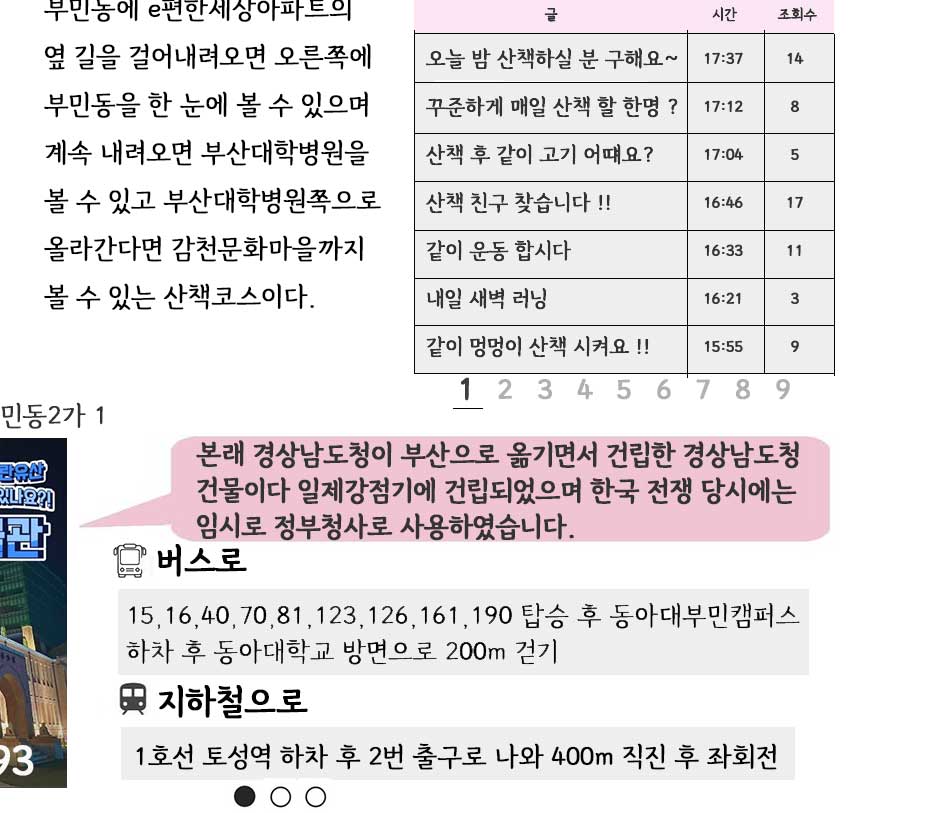 부민동에 e편한세상아파트의
옆 길을 걸어내려오면 오른쪽에
부민동을 한 눈에 볼 수 있으며
계속 내려오면 부산대학병원을
볼 수 있고 부산대학병원쪽으로
올라간다면 감천문화마을까지
볼 수 있는 산책코스이다.
글 시간 조회수
오늘 밤 산책하실 분 구해요~ 17:37 14
꾸준하게 매일 산책 할 한명 ? 17:12 8
산책 후 같이 고기 어떄요? 17:04 5
산책 친구 찾습니다 !! 16:46 17
같이 운동 합시다 16:33 11
내일 새벽 러닝 16:21 3
같이 멍멍이 산책 시켜요 !! 15:55 9
1 2 3 4 5 6 7 8 9
민동2가 1
본래 경상남도청이 부산으로 옮기면서 건립한 경상남도청
건물이다 일제강점기에 건립되었으며 한국 전쟁 당시에는
임시로 정부청사로 사용하였습니다.
버스로
15,16,40,70,81,123,126,161,190 탑승 후 동아대부민캠퍼스
하차 후 동아대학교 방면으로 200m 걷기
지하철으로
1호선 토성역 하차 후 2번 출구로 나와 400m 직진 후 좌회전
93